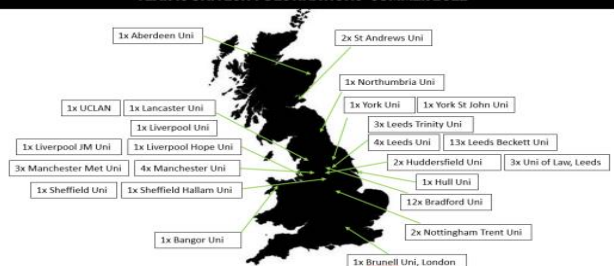 1x Aberdeen Uni
2x St Andrews Uni
1x Northumbria Uni
1x UCLAN
1x Lancaster Uni
1x York Uni
1x York St John Uni
1x Liverpool Uni
3x Leeds Trinity Uni
1x Liverpool JM Uni
1x Liverpool Hope Uni
4x Leeds Uni
13x Leeds Beckett Uni
3x Manchester Met Uni
4x Manchester Uni
2x Huddersfield Uni
3x Uni of Law, Leeds
1x Sheffield Uni
1x Sheffield Hallam Uni
1x Hull Uni
12x Bradford Uni
1x Bangor Uni
2x Nottingham Trent Uni
1x Brunell Uni, London